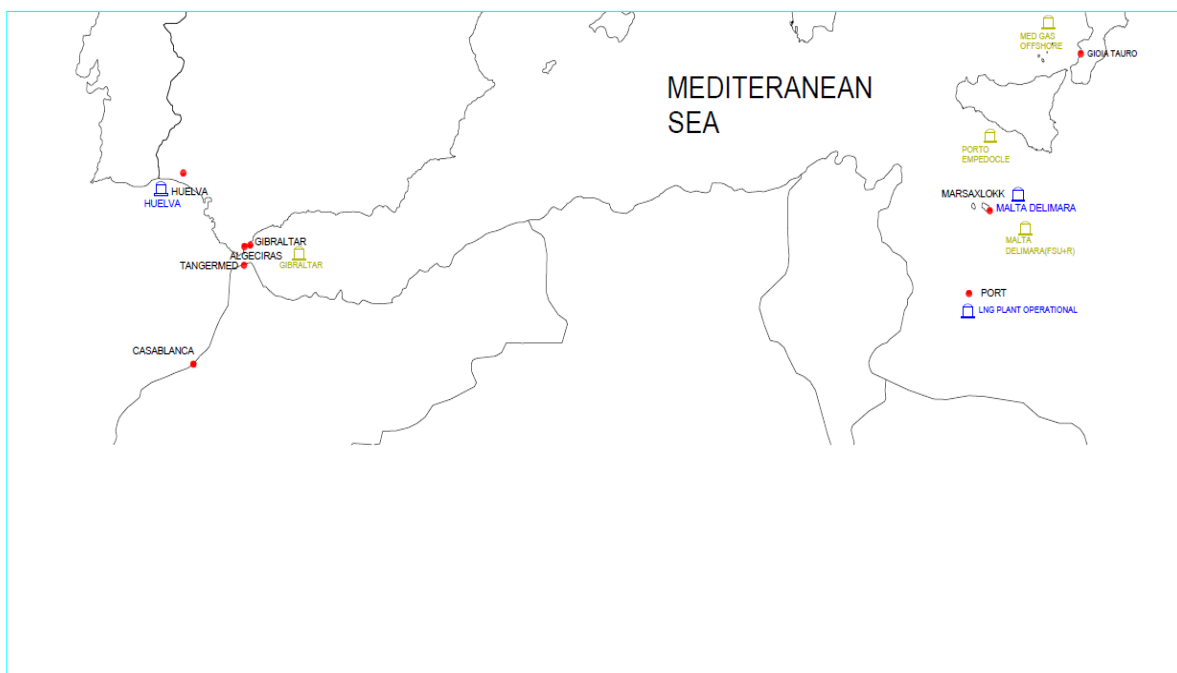 MED GAS
OFFSHORE
GIOIA TAURO
MEDITERANEAN
SEA
PORTO
EMPEDOCLE
HUELVA
HUELVA
MARSAXLOKK
MALTA DELIMARA
GIBRALTAR
MALTA
DELIMARA(FSU+R)
ALGECIRAS
TANGERMED
GIBRALTAR
PORT
LNG PLANT OPERATIONAL
CASABLANCA